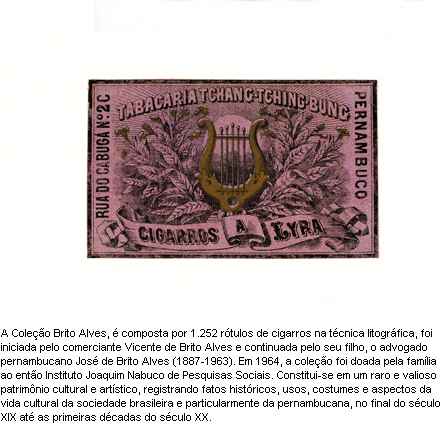 TABACARIA TCHANG-TCHING-BUNG
RUA DO CABUGA Nº 2 C
PERNAMBUCO
CIGARROS A LYRA
A Coleção Brito Alves, é composta por 1.252 rótulos de cigarros na técnica litográfica, foi
iniciada pelo comerciante Vicente de Brito Alves e continuada pelo seu filho, o advogado
pernambucano José de Brito Alves (1887-1963). Em 1964, a coleção foi doada pela família
ao então Instituto Joaquim Nabuco de Pesquisas Sociais. Constitui-se em um raro e valioso
patrimônio cultural e artístico, registrando fatos históricos, usos, costumes e aspectos da
vida cultural da sociedade brasileira e particularmente da pernambucana, no final do século
XIX até as primeiras décadas do século XX.